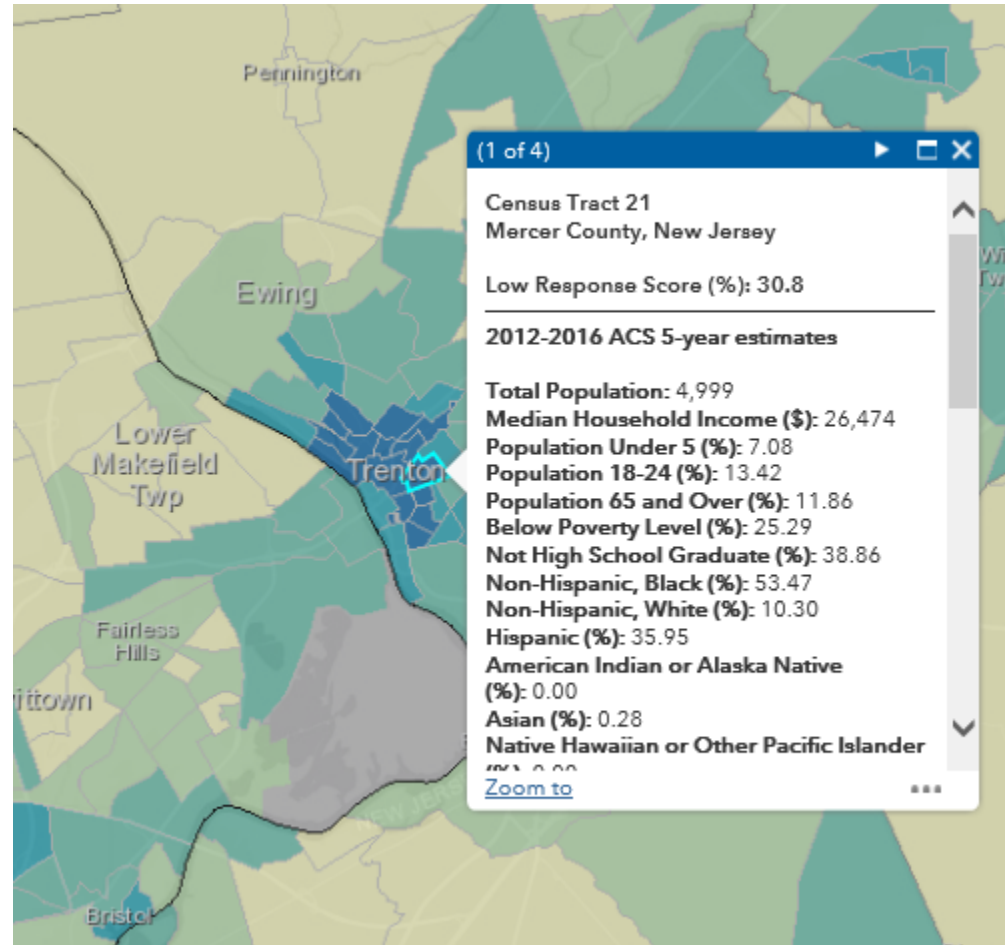 Pennington
(1 of 4)
Census Tract 21
Mercer County, New Jersey
Low Response Score (%): 30.8
2012-2016 ACS 5-year estimates
Total Population: 4,999
Median Household Income ($): 26,474
Population Under 5 (%): 7.08
Population 18-24 (%): 13.42
Population 65 and Over (%): 11.86
Below Poverty Level (%): 25.29
Not High School Graduate (%): 38.86
Non-Hispanic, Black (%): 53.47
Non-Hispanic, White (%): 10.30
Hispanic (%): 35.95
American Indian or Alaska Native
(%): 0.00
Asian (%): 0.28
Native Hawaiian or Other Pacific Islander
Zoom to
Ewing
Lower
Makefield
Twp
Trenton
Fairless
Hills
ittown
NEW JERS
Bristol
Wi
Tw